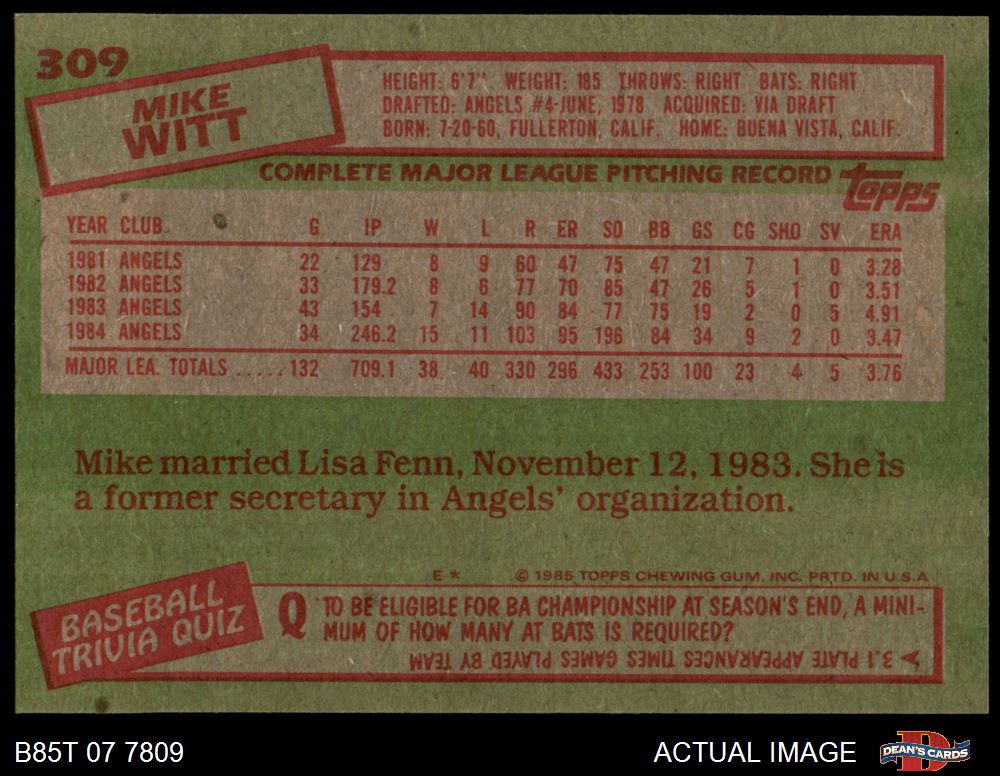 309
MIKE
WITT
HEIGHT: 6'7" WEIGHT: 185 THROWS: RIGHT BATS: RIGHT
DRAFTED: ANGELS #4-JUNE, 1978 ACQUIRED: VIA DRAFT
BORN: 7-20-60, FULLERTON, CALIF. HOME: BUENA VISTA, CALIF.
COMPLETE MAJOR LEAGUE PITCHING RECORD topps
YEAR CLUB G IP W L R ER SO BB GS CG SHO SV ERA
1981 ANGELS 22 129 8 9 60 47 75 47 21 7 1 0 3.28
1982 ANGELS 33 179.2 8 6 77 70 85 47 26 5 1 0 3.51
1983 ANGELS 43 154 7 14 90 84 77 75 19 2 0 5 4.91
1984 ANGELS 34 246.2 15 11 103 95 196 84 34 9 2 0 3.47
MAJOR LEA. TOTALS ..... 132 709.1 38 40 330 296 433 253 100 23 4 5 3.76
Mike married Lisa Fenn, November 12, 1983. She is
a former secretary in Angels' organization.
E * © 1985 TOPPS CHEWING GUM, INC. PRTD. IN U.S.A
BASEBALL
TRIVIA QUIZ
Q TO BE ELIGIBLE FOR BA CHAMPIONSHIP AT SEASON'S END, A MINI-
MUM OF HOW MANY AT BATS IS REQUIRED?
3.1 PLATE APPEARANCES TIMES GAMES PLAYED BY TEAM
B85T 07 7809
ACTUAL IMAGE
D
DEAN'S CARDS